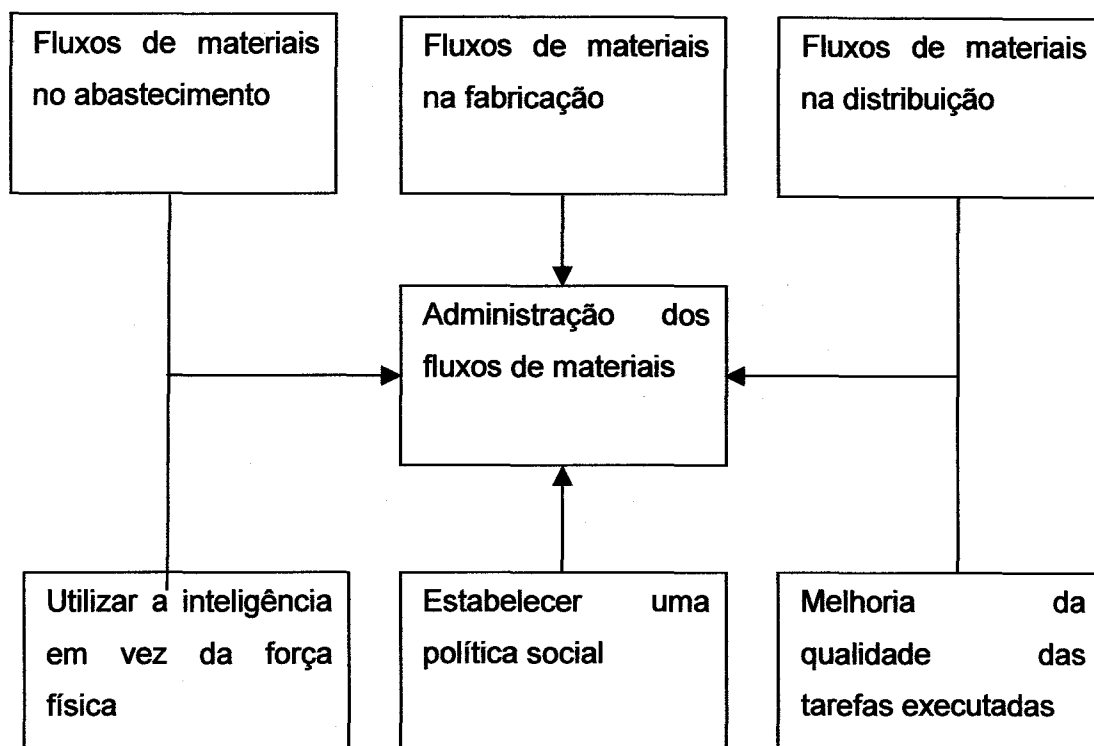 Fluxos de materiais
no abastecimento
Fluxos de materiais
na fabricação
Fluxos de materiais
na distribuição
Administração dos
fluxos de materiais
Utilizar a inteligência
em vez da força
física
Estabelecer uma
política social
Melhoria da
qualidade das
tarefas executadas